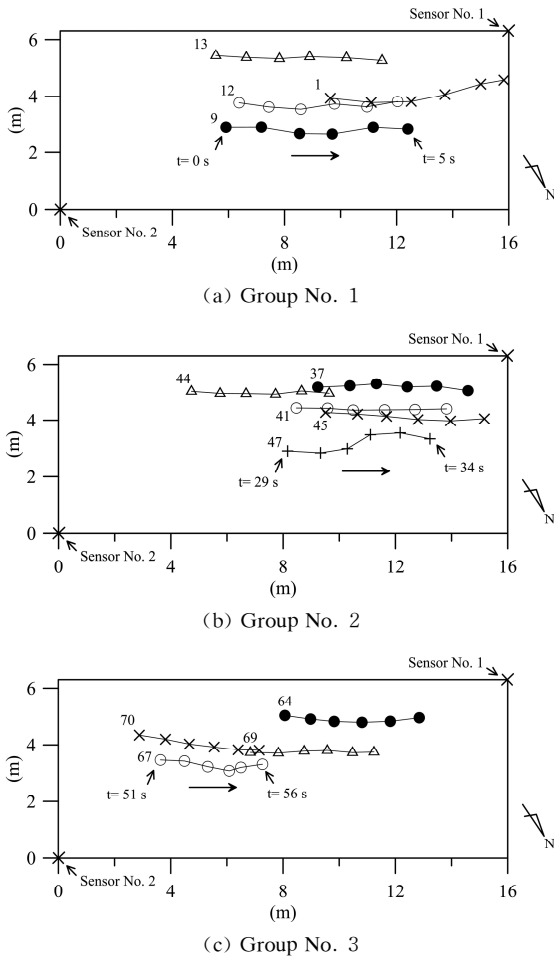 Sensor No. 1
6
13
4
12
1
(m)
9
2
t= 0 s
t= 5 s
N
0
Sensor No. 2
0
4
8
12
16
(m)
(a) Group No. 1
Sensor No. 1
6
44
37
4
41
45
(m)
47
2
t= 29 s
t= 34 s
N
0
Sensor No. 2
0
4
8
12
16
(m)
(b) Group No. 2
Sensor No. 1
6
64
70
4
69
67
(m)
2
t= 51 s
t= 56 s
N
0
Sensor No. 2
0
4
8
12
16
(m)
(c) Group No. 3